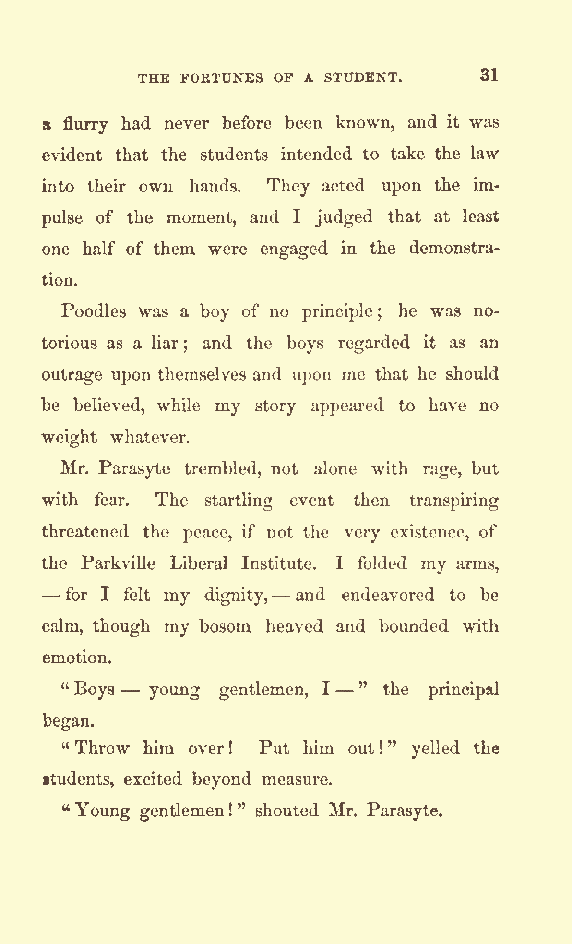 THE FORTUNES OF A STUDENT. 31
a flurry had never before been known, and it was
evident that the students intended to take the law
into their own hands. They acted upon the im-
pulse of the moment, and I judged that at least
one half of them were engaged in the demonstra-
tion.
Poodles was a boy of no principle; he was no-
torious as a liar; and the boys regarded it as an
outrage upon themselves and upon me that he should
be believed, while my story appeared to have no
weight whatever.
Mr. Parasyte trembled, not alone with rage, but
with fear. The startling event then transpiring
threatened the peace, if not the very existence, of
the Parkville Liberal Institute. I folded my arms,
— for I felt my dignity, — and endeavored to be
calm, though my bosom heaved and bounded with
emotion.
"Boys — young gentlemen, I — " the principal
began.
"Throw him over! Put him out!" yelled the
students, excited beyond measure.
"Young gentlemen!" shouted Mr. Parasyte.